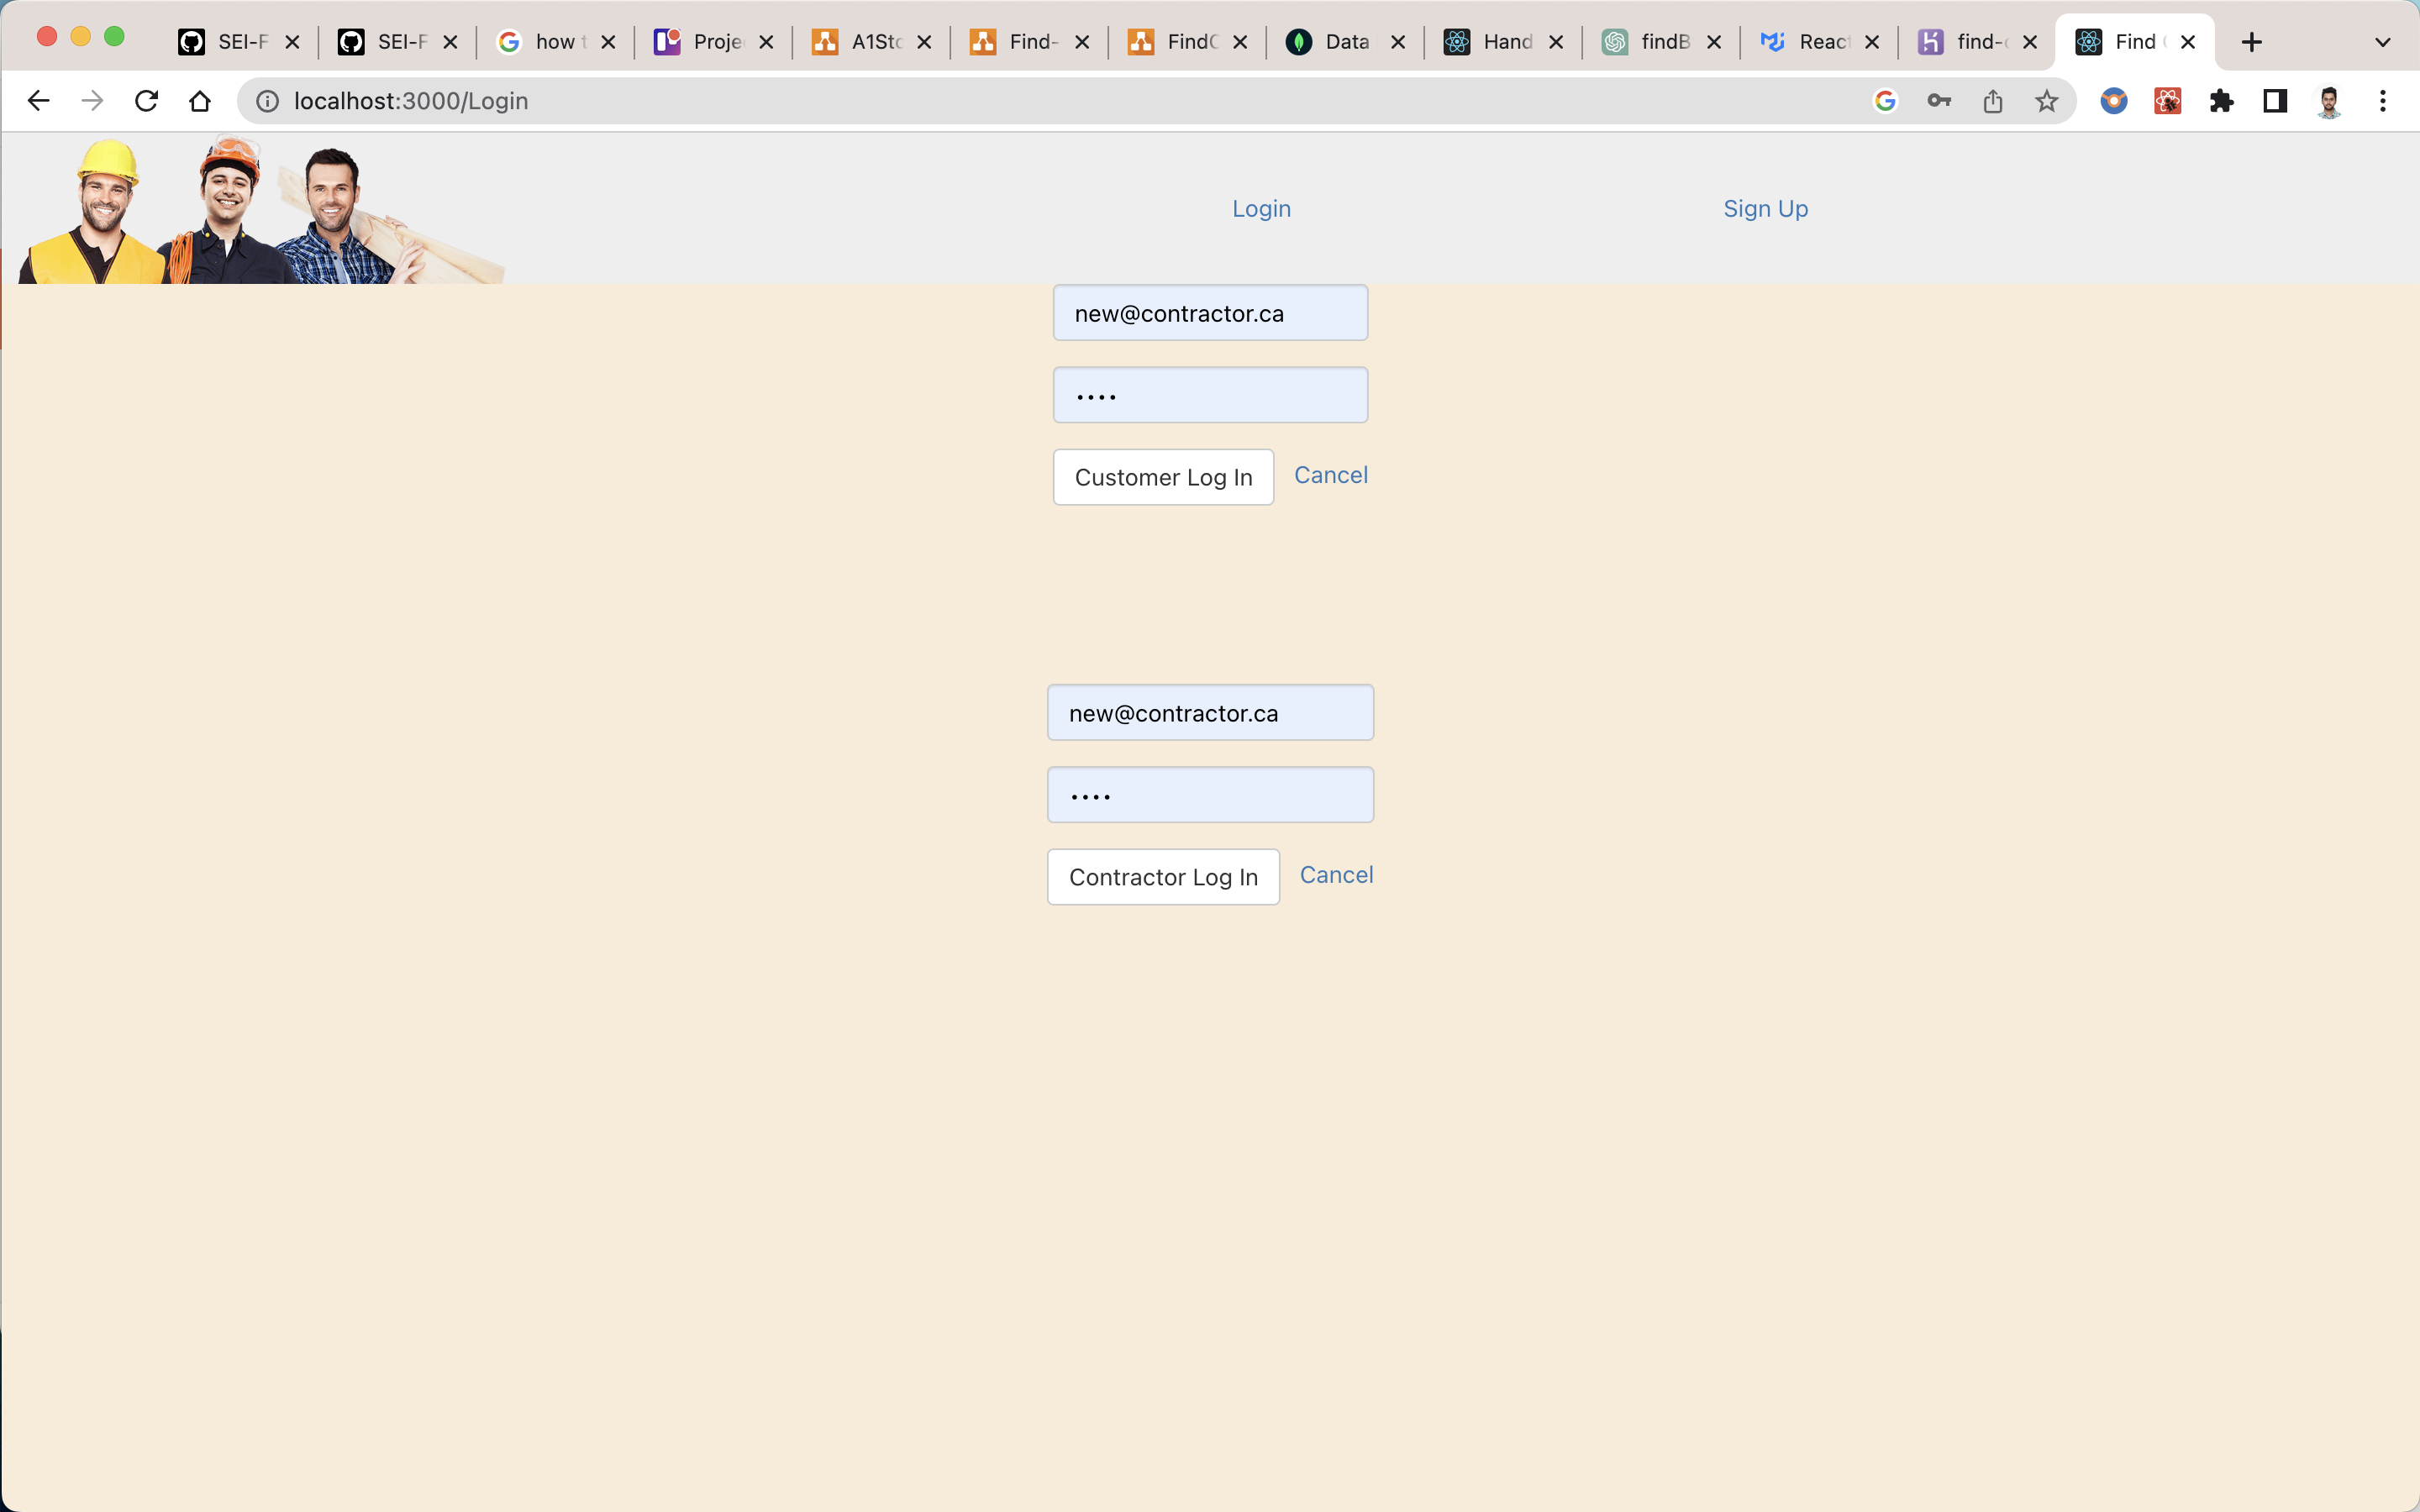 SEI-F
SEI-F
how t
Proje
A1Sto
Find-
FindC
Data
Hand
findB
React
find-c
Find
localhost:3000/Login
Login
Sign Up
new@contractor.ca
••••
Customer Log In
Cancel
new@contractor.ca
••••
Contractor Log In
Cancel